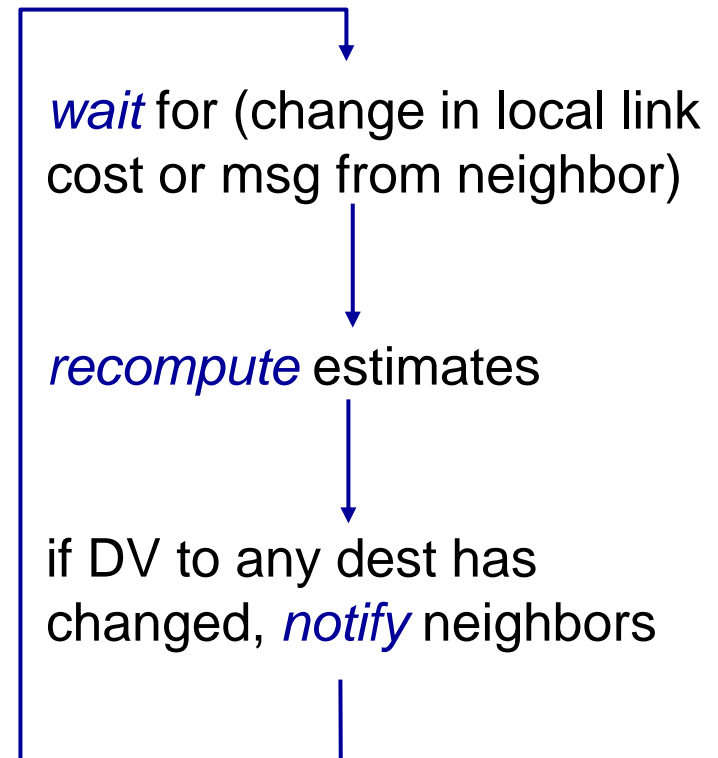 wait for (change in local link
cost or msg from neighbor)
recompute estimates
if DV to any dest has
changed, notify neighbors